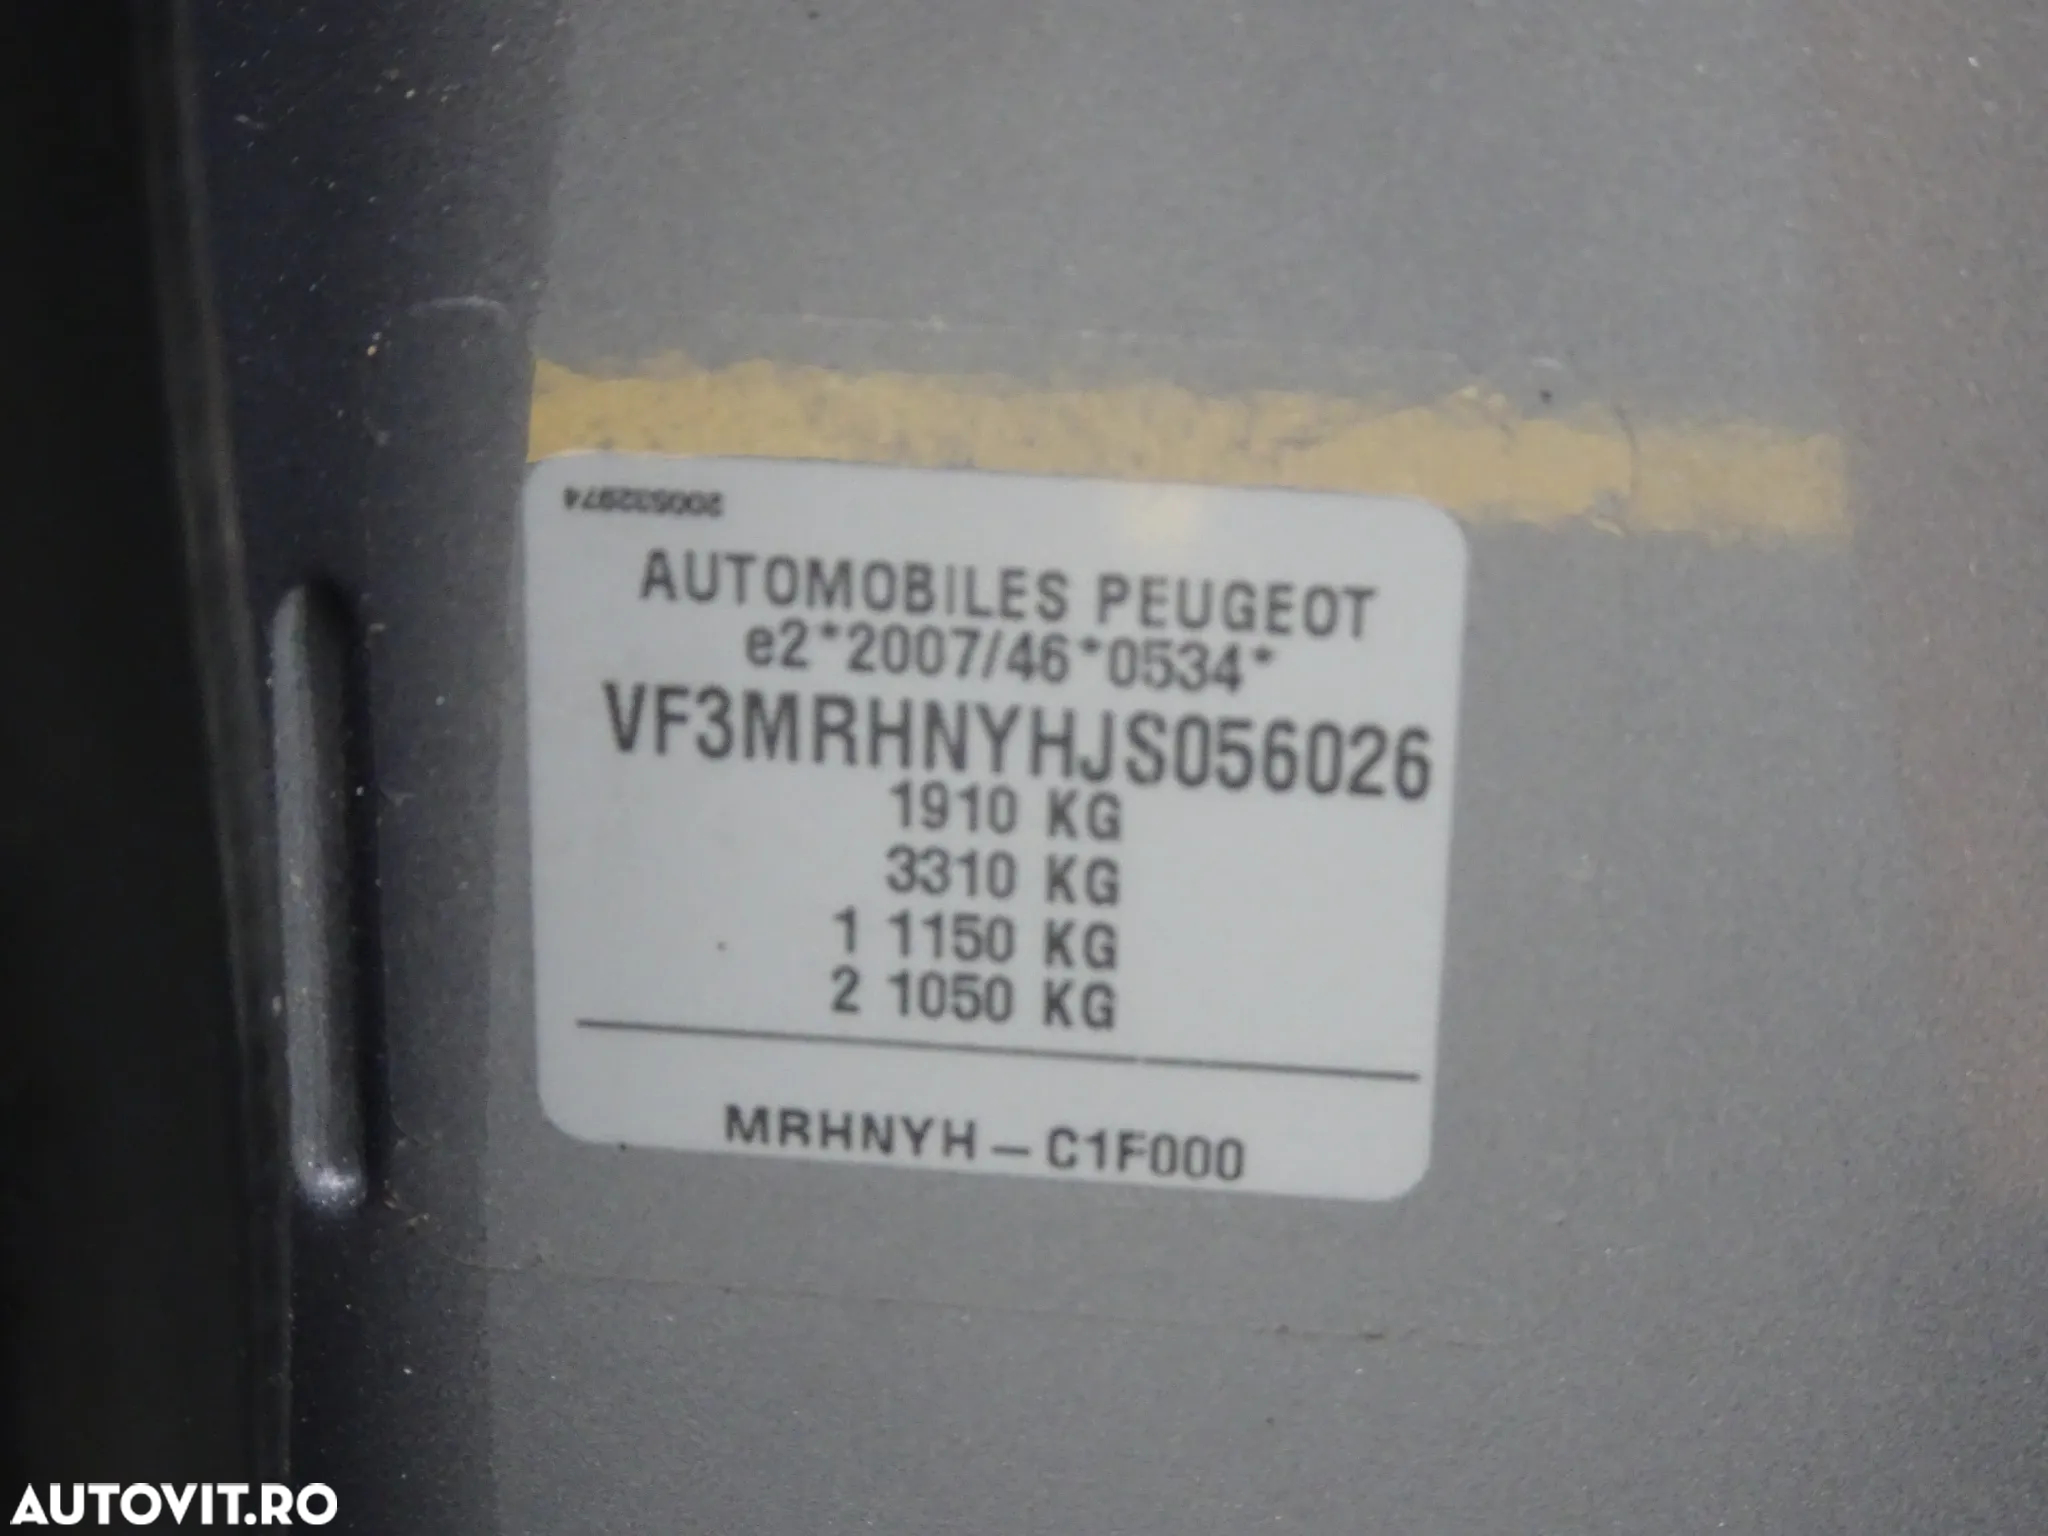 200532974
AUTOMOBILES PEUGEOT
e2*2007/46*0534*
VF3MRHNYHJS056026
1910 KG
3310 KG
1 1150 KG
2 1050 KG
MRHNYH – C1F000
AUTOVIT.RO